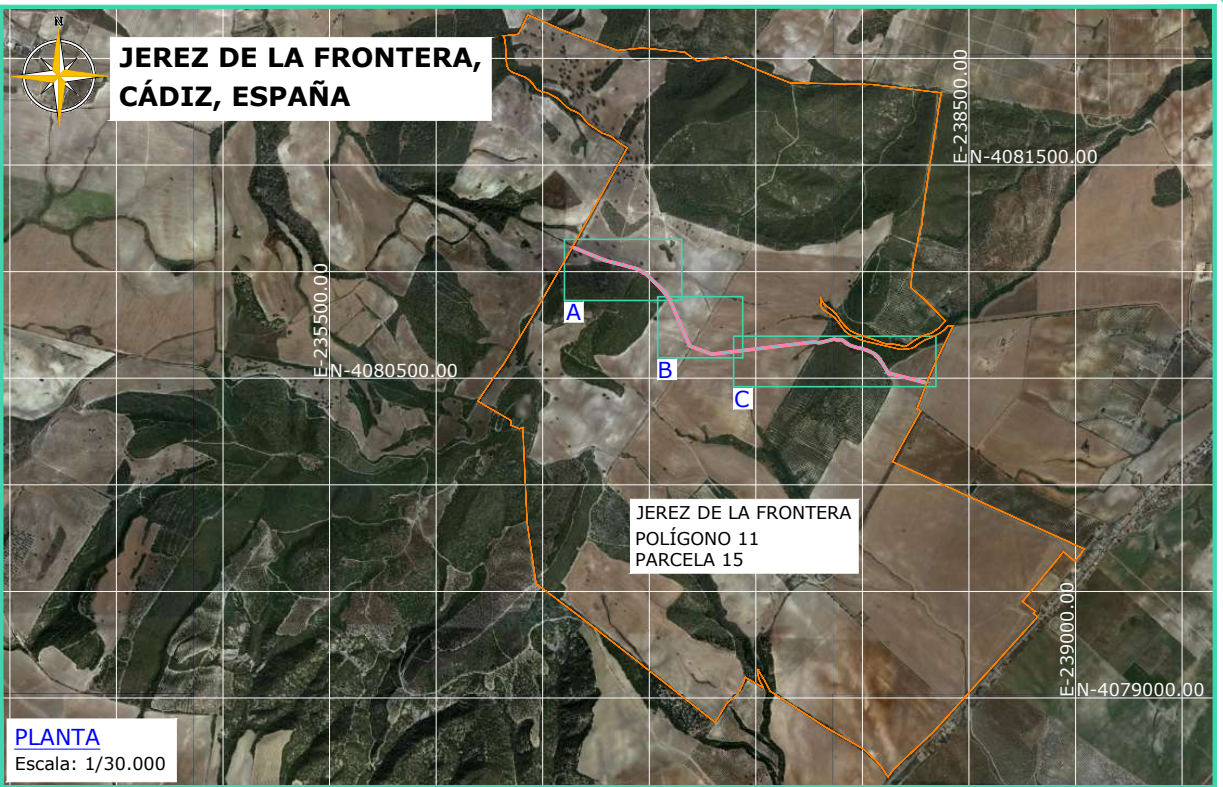 N
JEREZ DE LA FRONTERA,
CÁDIZ, ESPAÑA
E-238500.00
N-4081500.00
E-235500.00
N-4080500.00
A
B
C
JEREZ DE LA FRONTERA
POLÍGONO 11
PARCELA 15
E-239000.00
N-4079000.00
PLANTA
Escala: 1/30.000